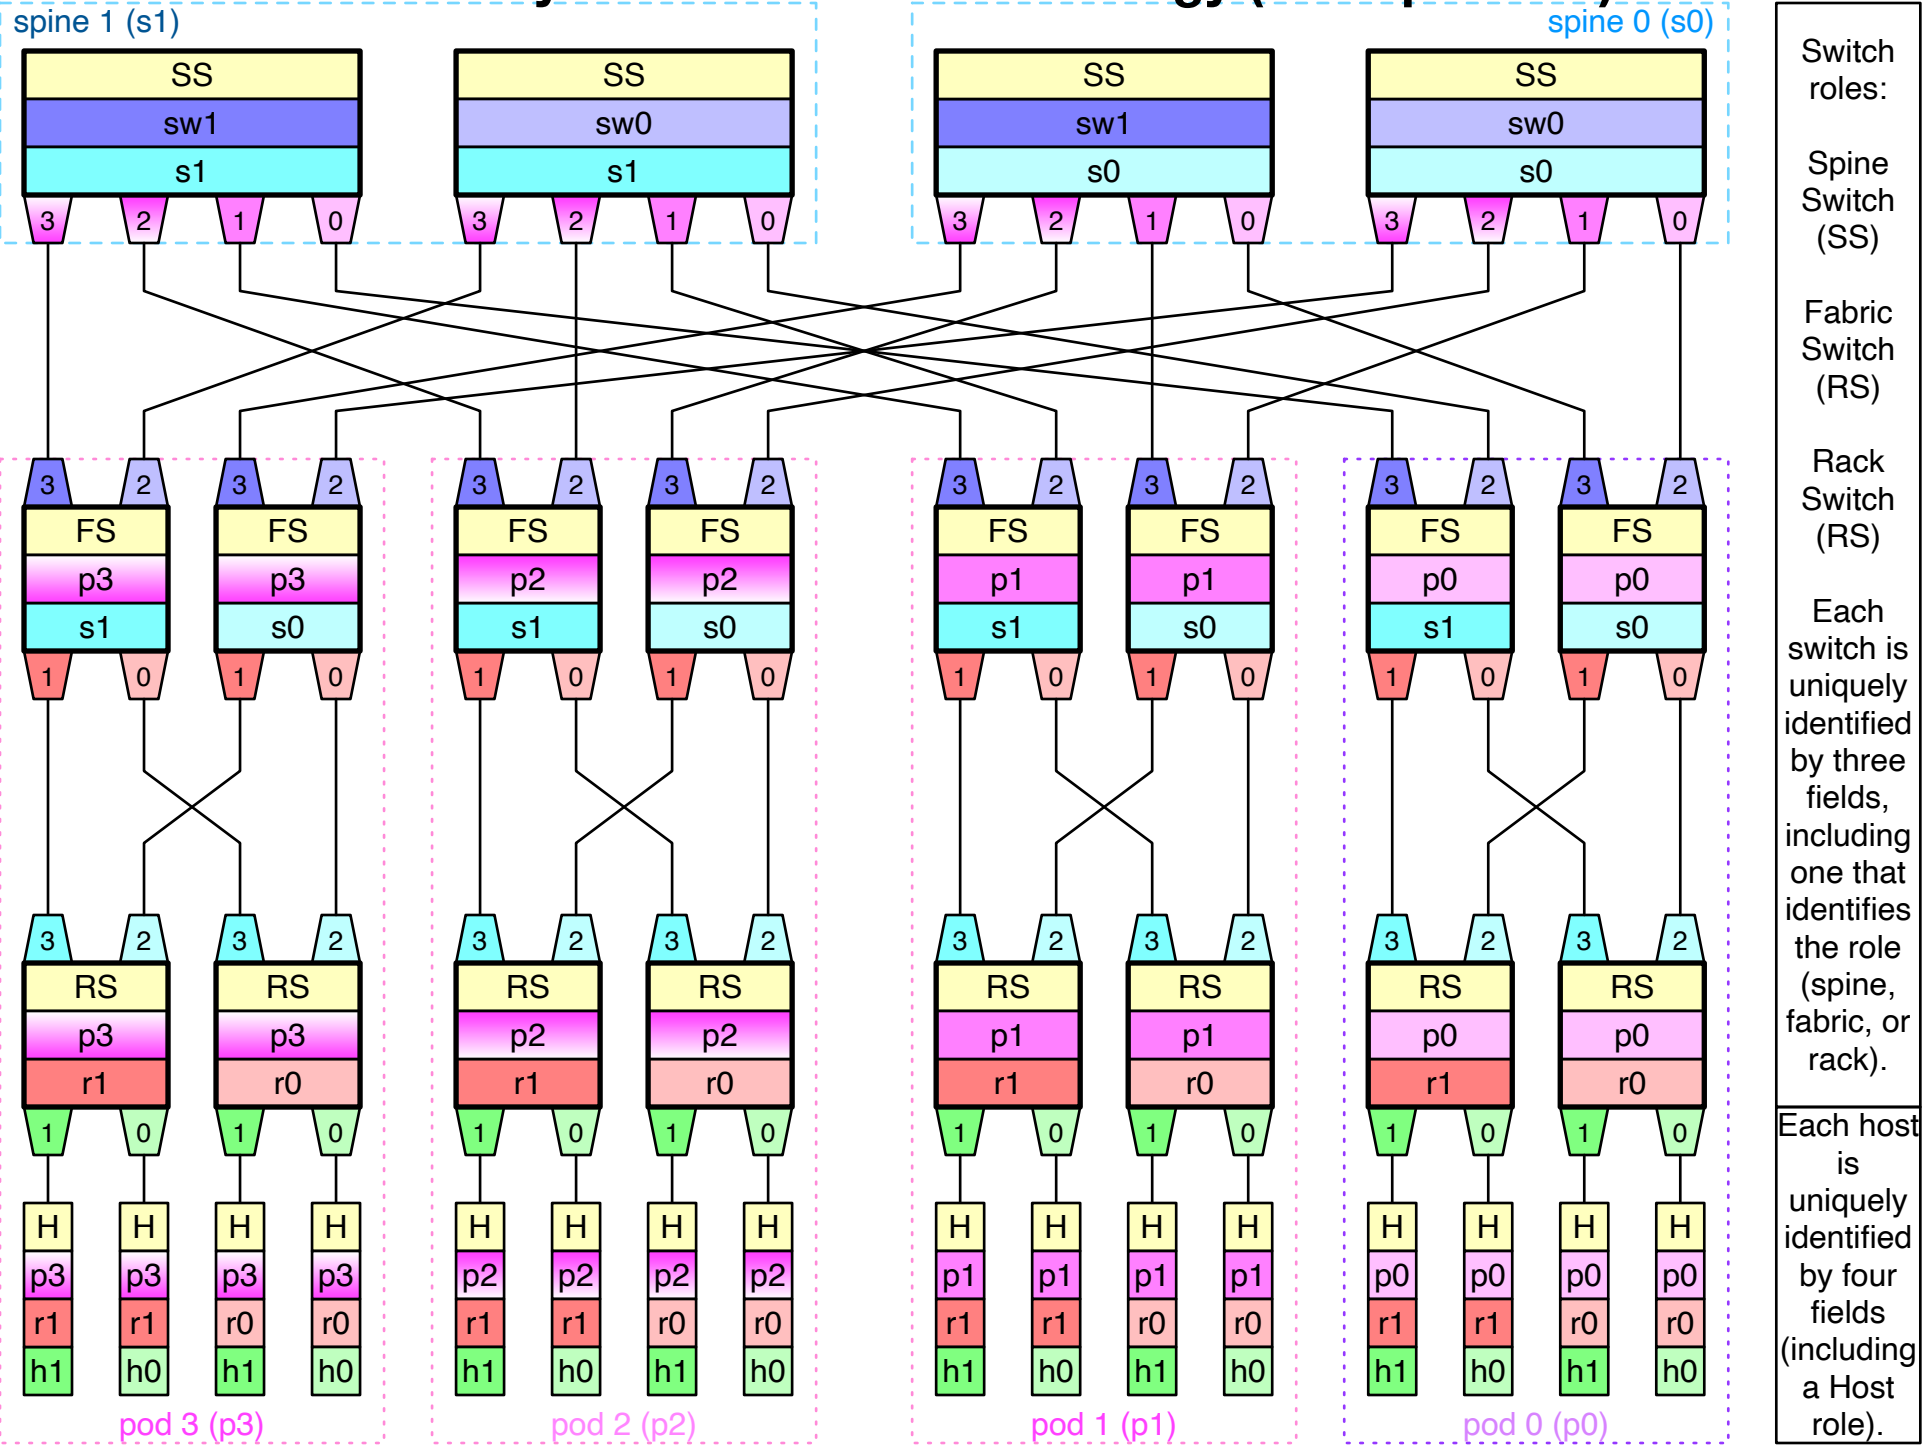 spine 1 (s1)
spine 0 (s0)
SS SS SS SS
sw1 sw0 sw1 sw0
s1 s1 s0 s0
3 2 1 0 3 2 1 0 3 2 1 0 3 2 1 0
3 2 3 2 3 2 3 2 3 2 3 2 3 2 3 2
FS FS FS FS FS FS FS FS
p3 p3 p2 p2 p1 p1 p0 p0
s1 s0 s1 s0 s1 s0 s1 s0
1 0 1 0 1 0 1 0 1 0 1 0 1 0 1 0
3 2 3 2 3 2 3 2 3 2 3 2 3 2 3 2
RS RS RS RS RS RS RS RS
p3 p3 p2 p2 p1 p1 p0 p0
r1 r0 r1 r0 r1 r0 r1 r0
1 0 1 0 1 0 1 0 1 0 1 0 1 0 1 0
H H H H H H H H H H H H H H H H
p3 p3 p3 p3 p2 p2 p2 p2 p1 p1 p1 p1 p0 p0 p0 p0
r1 r1 r0 r0 r1 r1 r0 r0 r1 r1 r0 r0 r1 r1 r0 r0
h1 h0 h1 h0 h1 h0 h1 h0 h1 h0 h1 h0 h1 h0 h1 h0
pod 3 (p3)
pod 2 (p2)
pod 1 (p1)
pod 0 (p0)
Switch
roles:
Spine
Switch
(SS)
Fabric
Switch
(RS)
Rack
Switch
(RS)
Each
switch is
uniquely
identified
by three
fields,
including
one that
identifies
the role
(spine,
fabric, or
rack).
Each host
is
uniquely
identified
by four
fields
(including
a Host
role).